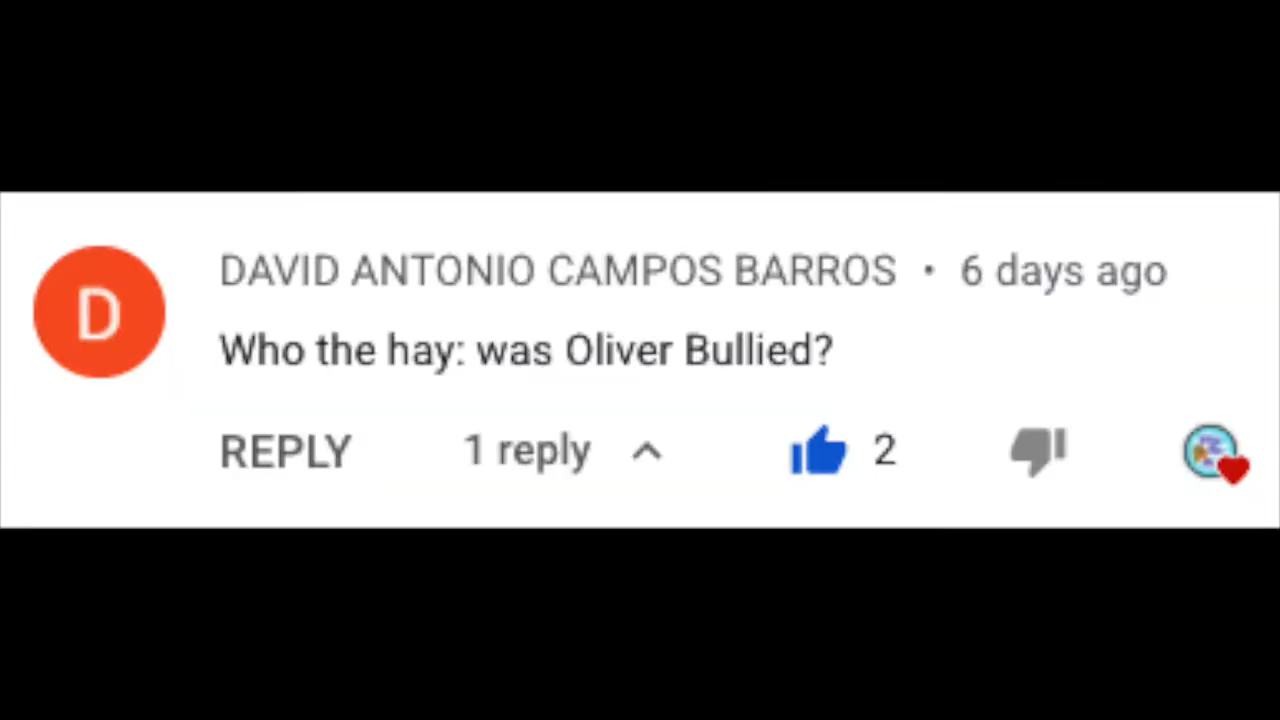 D
DAVID ANTONIO CAMPOS BARROS • 6 days ago
Who the hay: was Oliver Bullied?
REPLY 1 reply 2